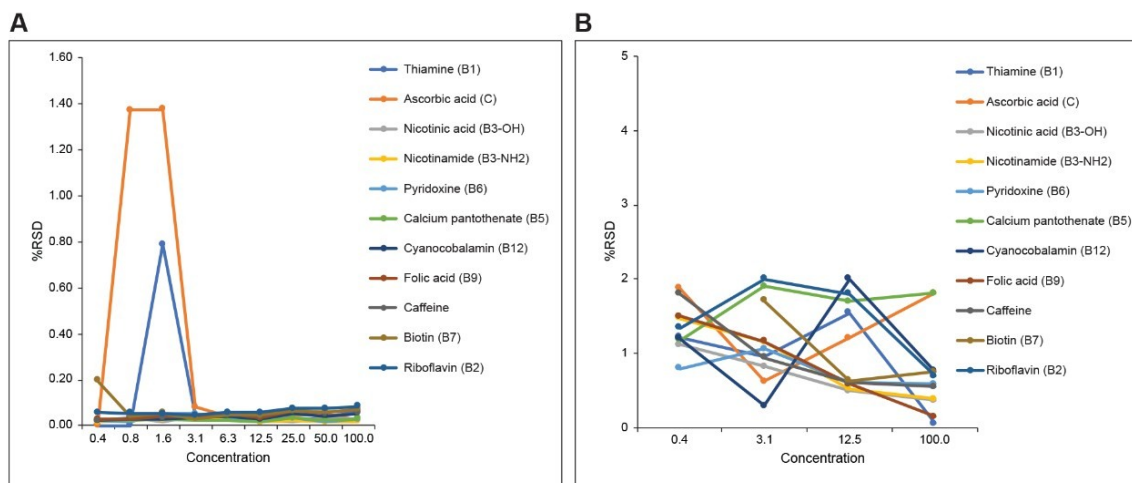 A
1.60
1.40
1.20
1.00
0.80
0.60
0.40
0.20
0.00
%RSD
0.4 0.8 1.6 3.1 6.3 12.5 25.0 50.0 100.0
Concentration
Thiamine (B1)
Ascorbic acid (C)
Nicotinic acid (B3-OH)
Nicotinamide (B3-NH2)
Pyridoxine (B6)
Calcium pantothenate (B5)
Cyanocobalamin (B12)
Folic acid (B9)
Caffeine
Biotin (B7)
Riboflavin (B2)
B
5
4
3
2
1
0
%RSD
0.4 3.1 12.5 100.0
Concentration
Thiamine (B1)
Ascorbic acid (C)
Nicotinic acid (B3-OH)
Nicotinamide (B3-NH2)
Pyridoxine (B6)
Calcium pantothenate (B5)
Cyanocobalamin (B12)
Folic acid (B9)
Caffeine
Biotin (B7)
Riboflavin (B2)